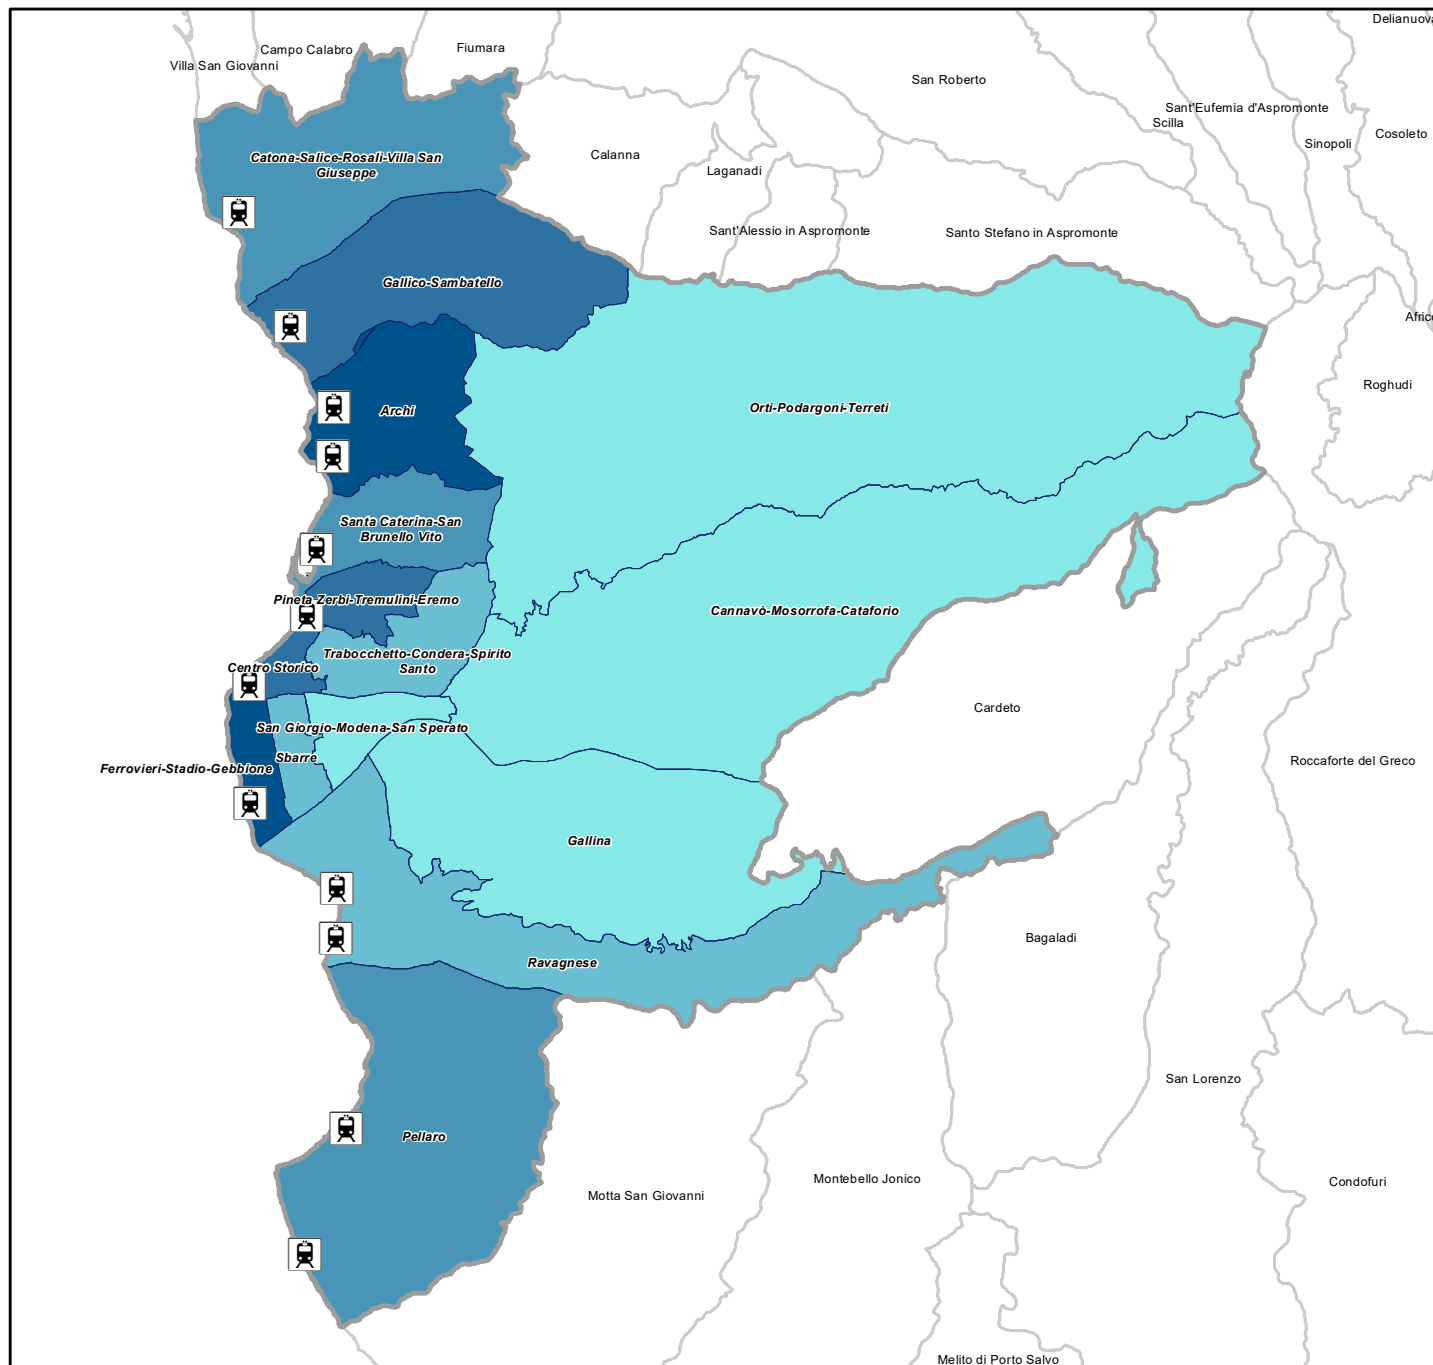 Delianuova
Campo Calabro
Fiumara
Villa San Giovanni
San Roberto
Sant'Eufemia d'Aspromonte
Scilla
Sinopoli
Cosoleto
Catona-Salice-Rosali-Villa San
Giuseppe
Calanna
Laganadi
Sant'Alessio in Aspromonte
Santo Stefano in Aspromonte
Gallico-Sambatello
Africo
Roghudi
Archi
Orti-Podargoni-Terreti
Santa Caterina-San
Brunello Vito
Pineta Zerbi-Tremulini-Eremo
Cannavò-Mosorrofa-Cataforio
Trabocchetto-Condera-Spirito
Santo
Centro Storico
Cardeto
San Giorgio-Modena-San Sperato
Sbarre
Ferrovieri-Stadio-Gebbione
Roccaforte del Greco
Gallina
Bagaladi
Ravagnese
San Lorenzo
Pellaro
Montebello Jonico
Condofuri
Motta San Giovanni
Melito di Porto Salvo